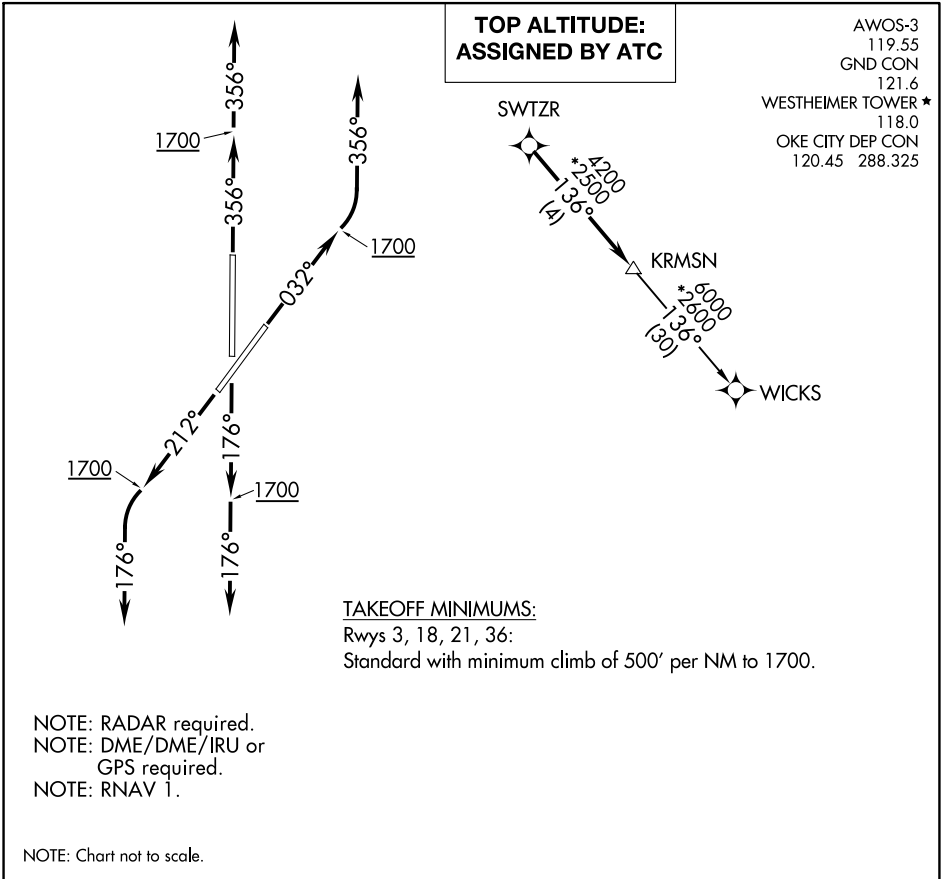 TOP ALTITUDE:
ASSIGNED BY ATC
AWOS-3
119.55
GND CON
121.6
WESTHEIMER TOWER ★
118.0
OKE CITY DEP CON
120.45 288.325
356°
1700
356°
356°
1700
032°
212°
1700
176°
176°
1700
176°
SWTZR
4200
*2500
136°
(4)
KRMSN
6000
*2600
136°
(30)
WICKS
TAKEOFF MINIMUMS:
Rwys 3, 18, 21, 36:
Standard with minimum climb of 500' per NM to 1700.
NOTE: RADAR required.
NOTE: DME/DME/IRU or
GPS required.
NOTE: RNAV 1.
NOTE: Chart not to scale.